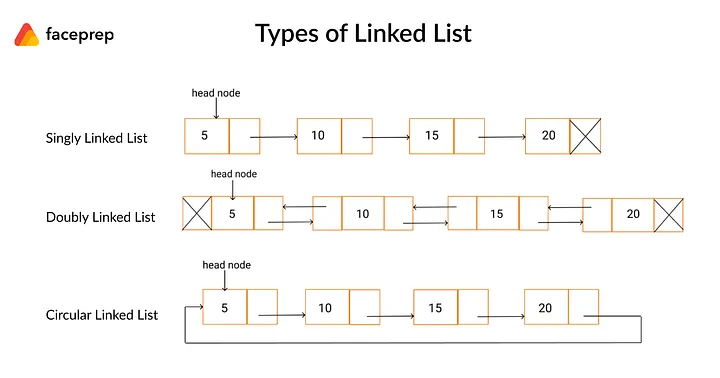 faceprep
Types of Linked List
head node
Singly Linked List
5
10
15
20
head node
Doubly Linked List
5
10
15
20
head node
Circular Linked List
5
10
15
20